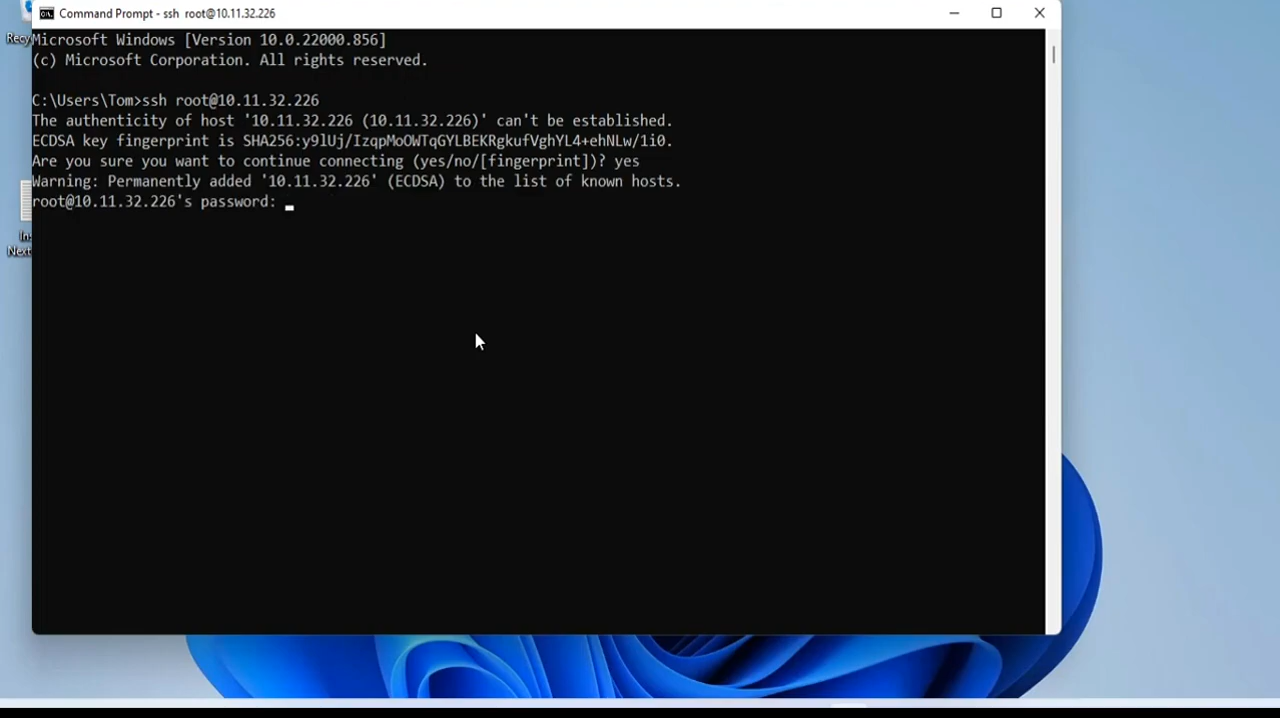 Command Prompt - ssh root@10.11.32.226
Recy
Microsoft Windows [Version 10.0.22000.856]
(c) Microsoft Corporation. All rights reserved.
C:\Users\Tom>ssh root@10.11.32.226
The authenticity of host '10.11.32.226 (10.11.32.226)' can't be established.
ECDSA key fingerprint is SHA256:y9lUj/IzqpMoOWTqGYLBEKRgkufVghYL4+ehNLw/1i0.
Are you sure you want to continue connecting (yes/no/[fingerprint])? yes
Warning: Permanently added '10.11.32.226' (ECDSA) to the list of known hosts.
root@10.11.32.226's password:
In
Next